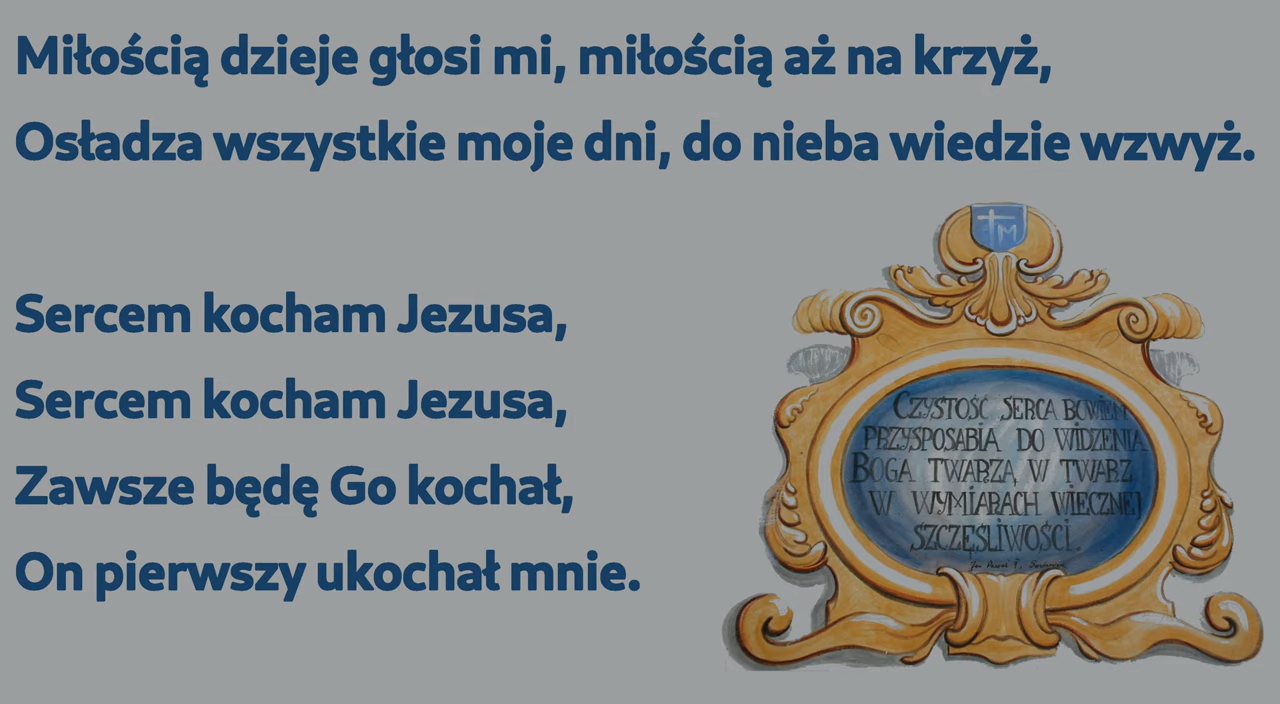 Miłością dzieje głosi mi, miłością aż na krzyż,
Osładza wszystkie moje dni, do nieba wiedzie wzwyż.
Sercem kocham Jezusa,
Sercem kocham Jezusa,
Zawsze będę Go kochał,
On pierwszy ukochał mnie.
†M
CZYSTOŚĆ SERCA BOWIEM
PRZYSPOSABIA DO WIDZENIA
BOGA TWARZĄ W TWARZ
W WYMIARACH WIECZNEJ
SZCZĘŚLIWOŚCI.
Jan Paweł